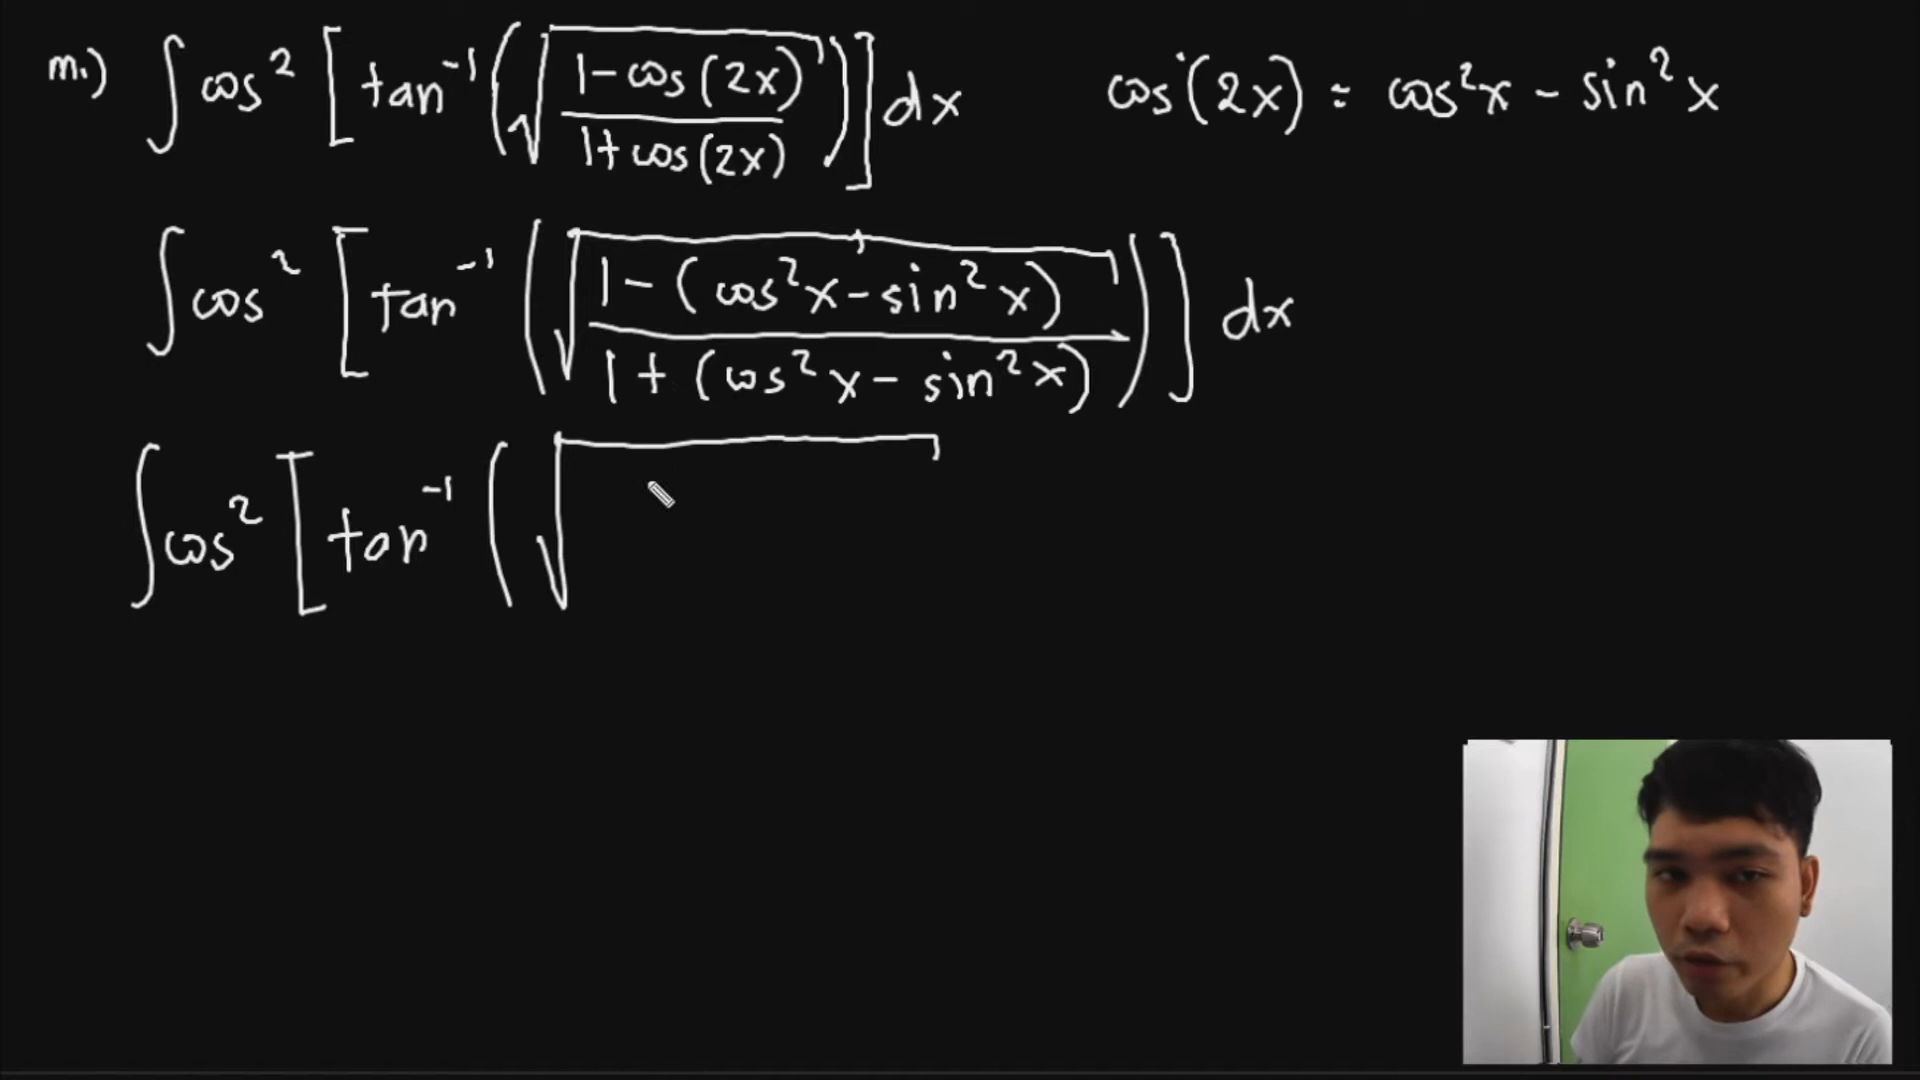 m.) ∫ cos² [tan⁻¹(√((1-cos(2x))/(1+cos(2x))))] dx     cos(2x) = cos²x - sin²x
∫ cos² [tan⁻¹(√((1-(cos²x-sin²x))/(1+(cos²x-sin²x))))] dx
∫ cos² [tan⁻¹(√